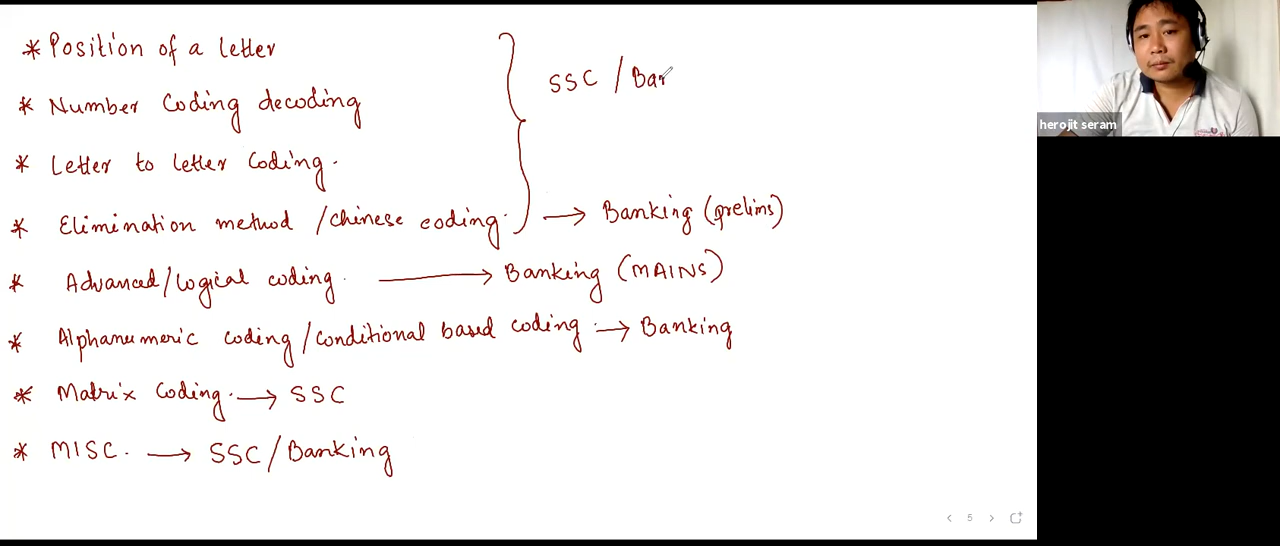 * Position of a letter
SSC / Bar
* Number Coding decoding
* Letter to letter Coding.
* Elimination method / chinese coding. → Banking (prelims)
* Advanced/logical coding. → Banking (MAINS)
* Alphanumeric coding / conditional based coding. → Banking
* Matrix Coding. → SSC
* MISC. → SSC/Banking
herojit seram
< 5 >